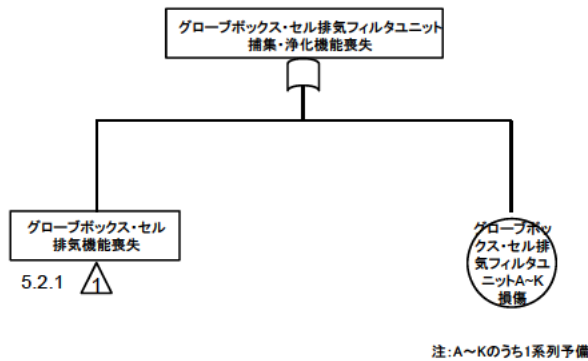 グローブボックス・セル排気フィルタユニット
捕集・浄化機能喪失
グローブボックス・セル
排気機能喪失
5.2.1
1
グローブボッ
クス・セル排
気フィルタユ
ニットA~K
損傷
注:A～Kのうち1系列予備